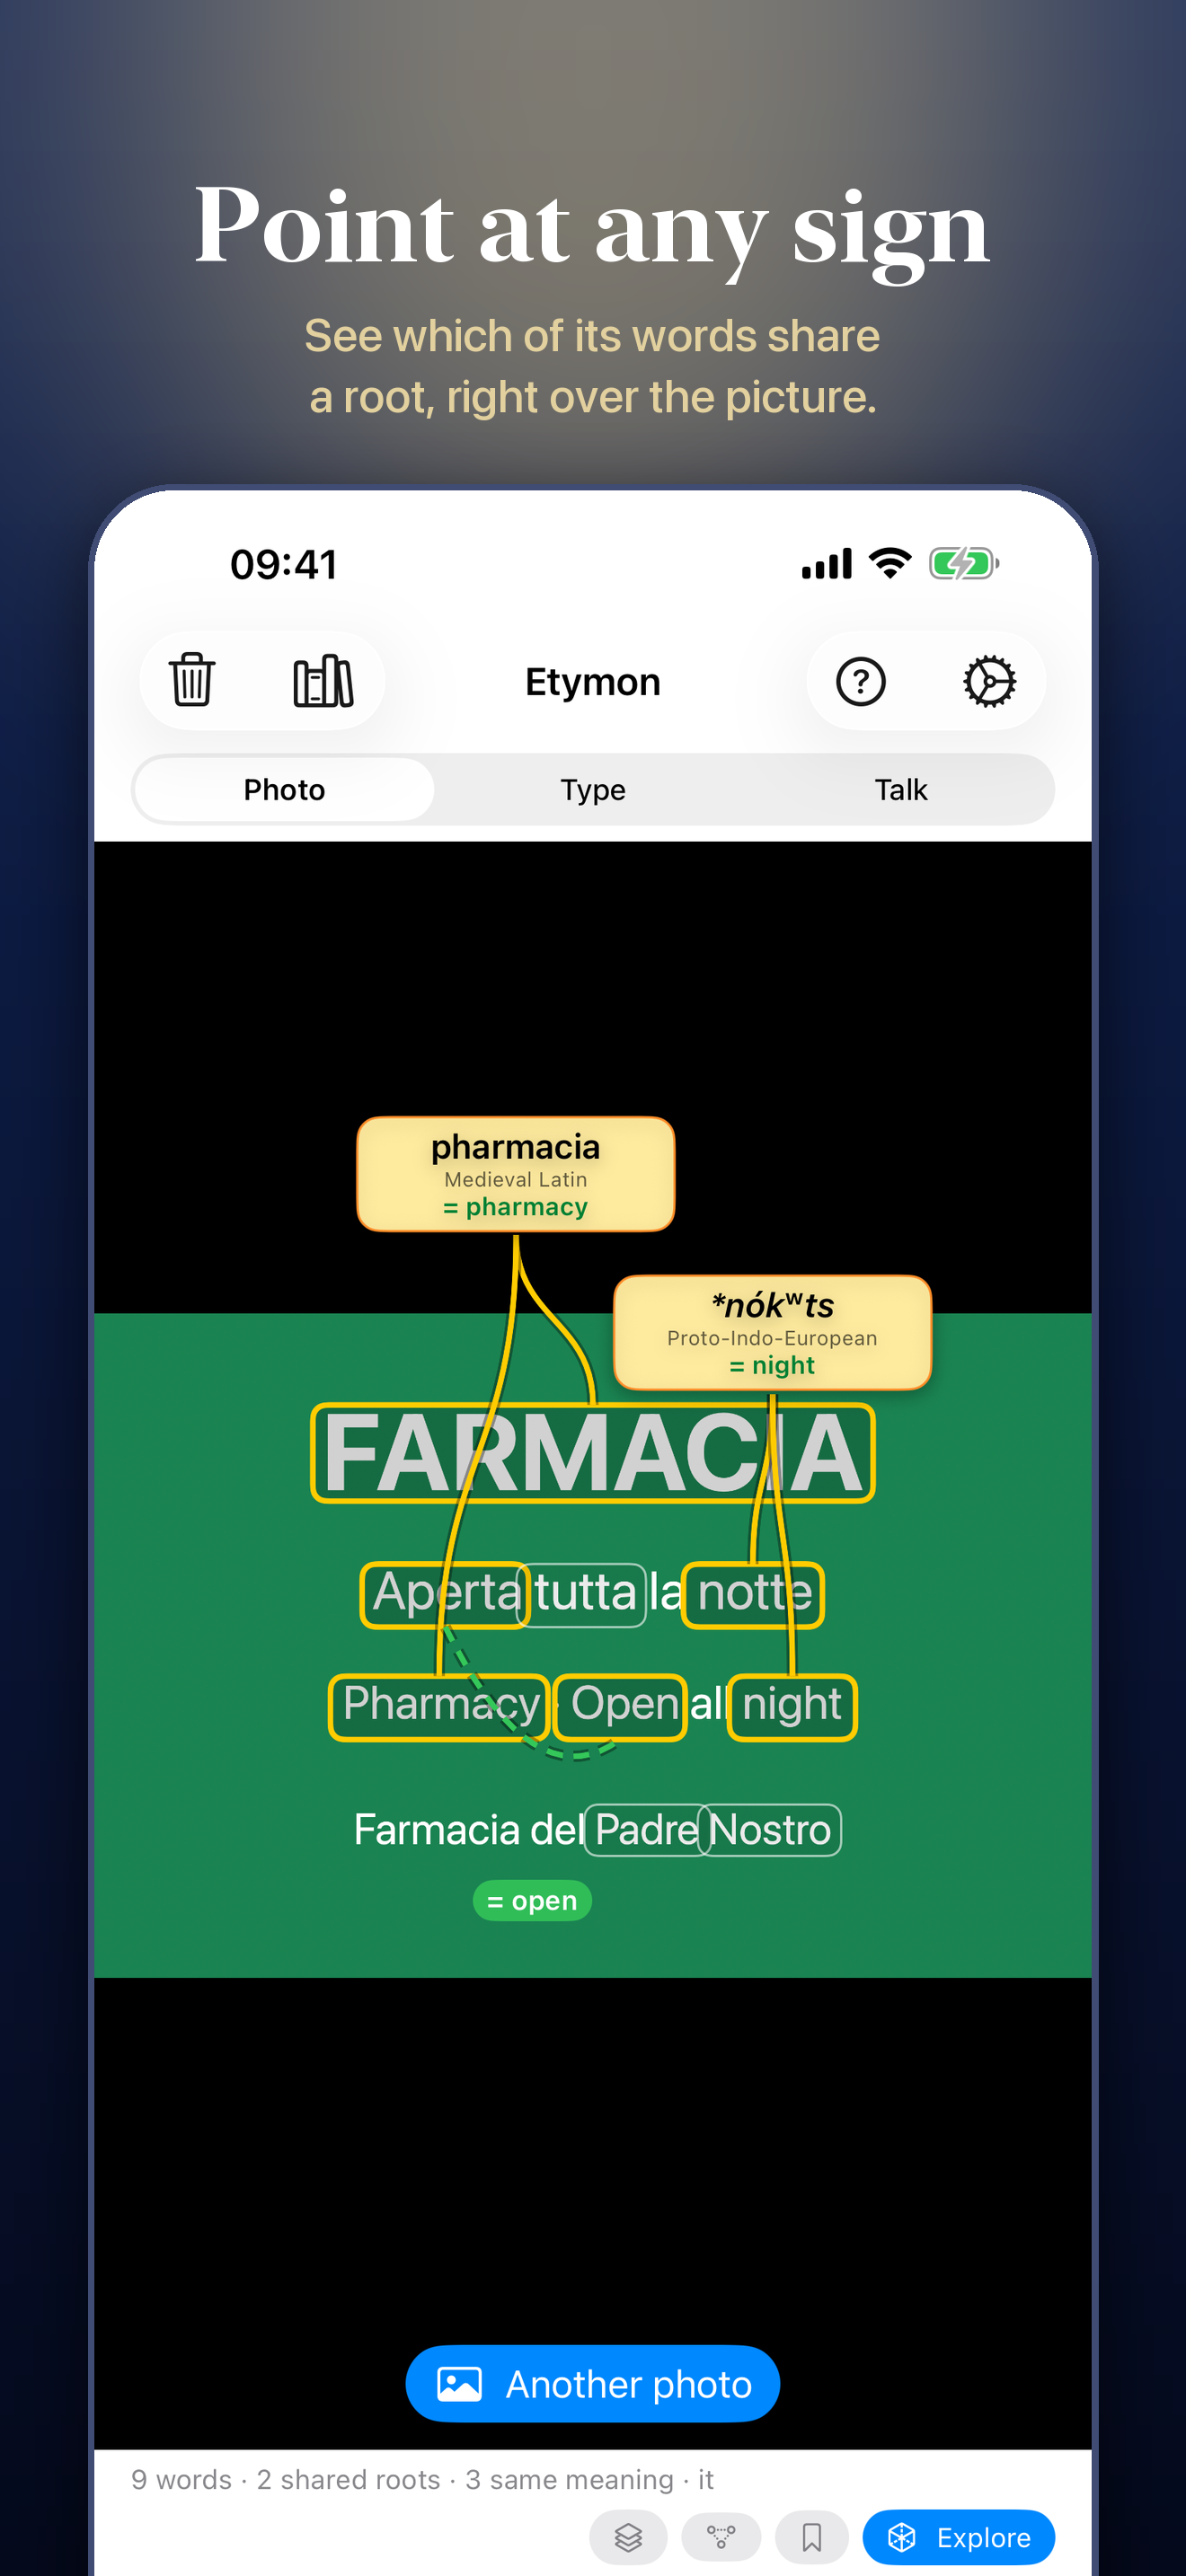 Point at any sign
See which of its words share
a root, right over the picture.
09:41
Etymon
Photo Type Talk
pharmacia
Medieval Latin
= pharmacy
*nókʷts
Proto-Indo-European
= night
FARMACIA
Aperta tutta la notte
Pharmacy · Open all night
Farmacia del Padre Nostro
= open
Another photo
9 words · 2 shared roots · 3 same meaning · it
Explore